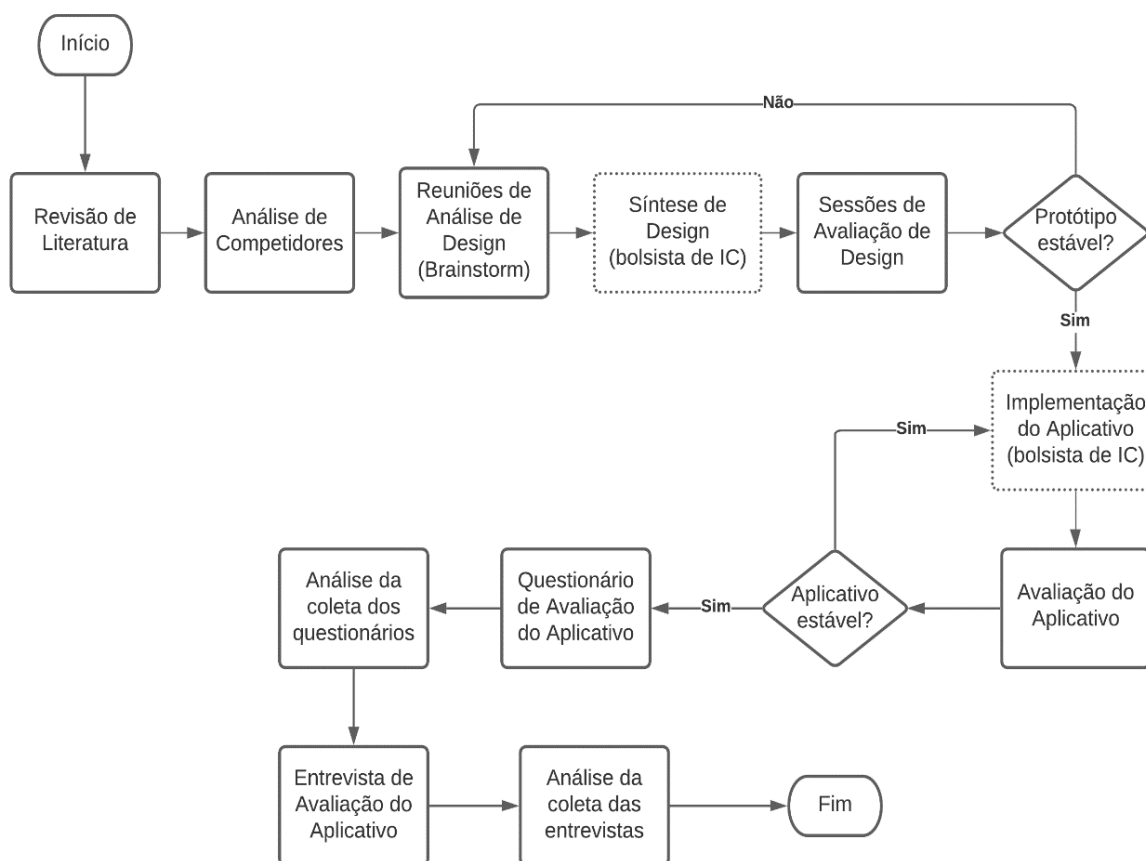 Início
Não
Revisão de
Literatura
Análise de
Competidores
Reuniões de
Análise de
Design
(Brainstorm)
Síntese de
Design
(bolsista de IC)
Sessões de
Avaliação de
Design
Protótipo
estável?
Sim
Implementação
do Aplicativo
(bolsista de IC)
Sim
Avaliação do
Aplicativo
Aplicativo
estável?
Sim
Questionário
de Avaliação
do Aplicativo
Análise da
coleta dos
questionários
Entrevista de
Avaliação do
Aplicativo
Análise da
coleta das
entrevistas
Fim